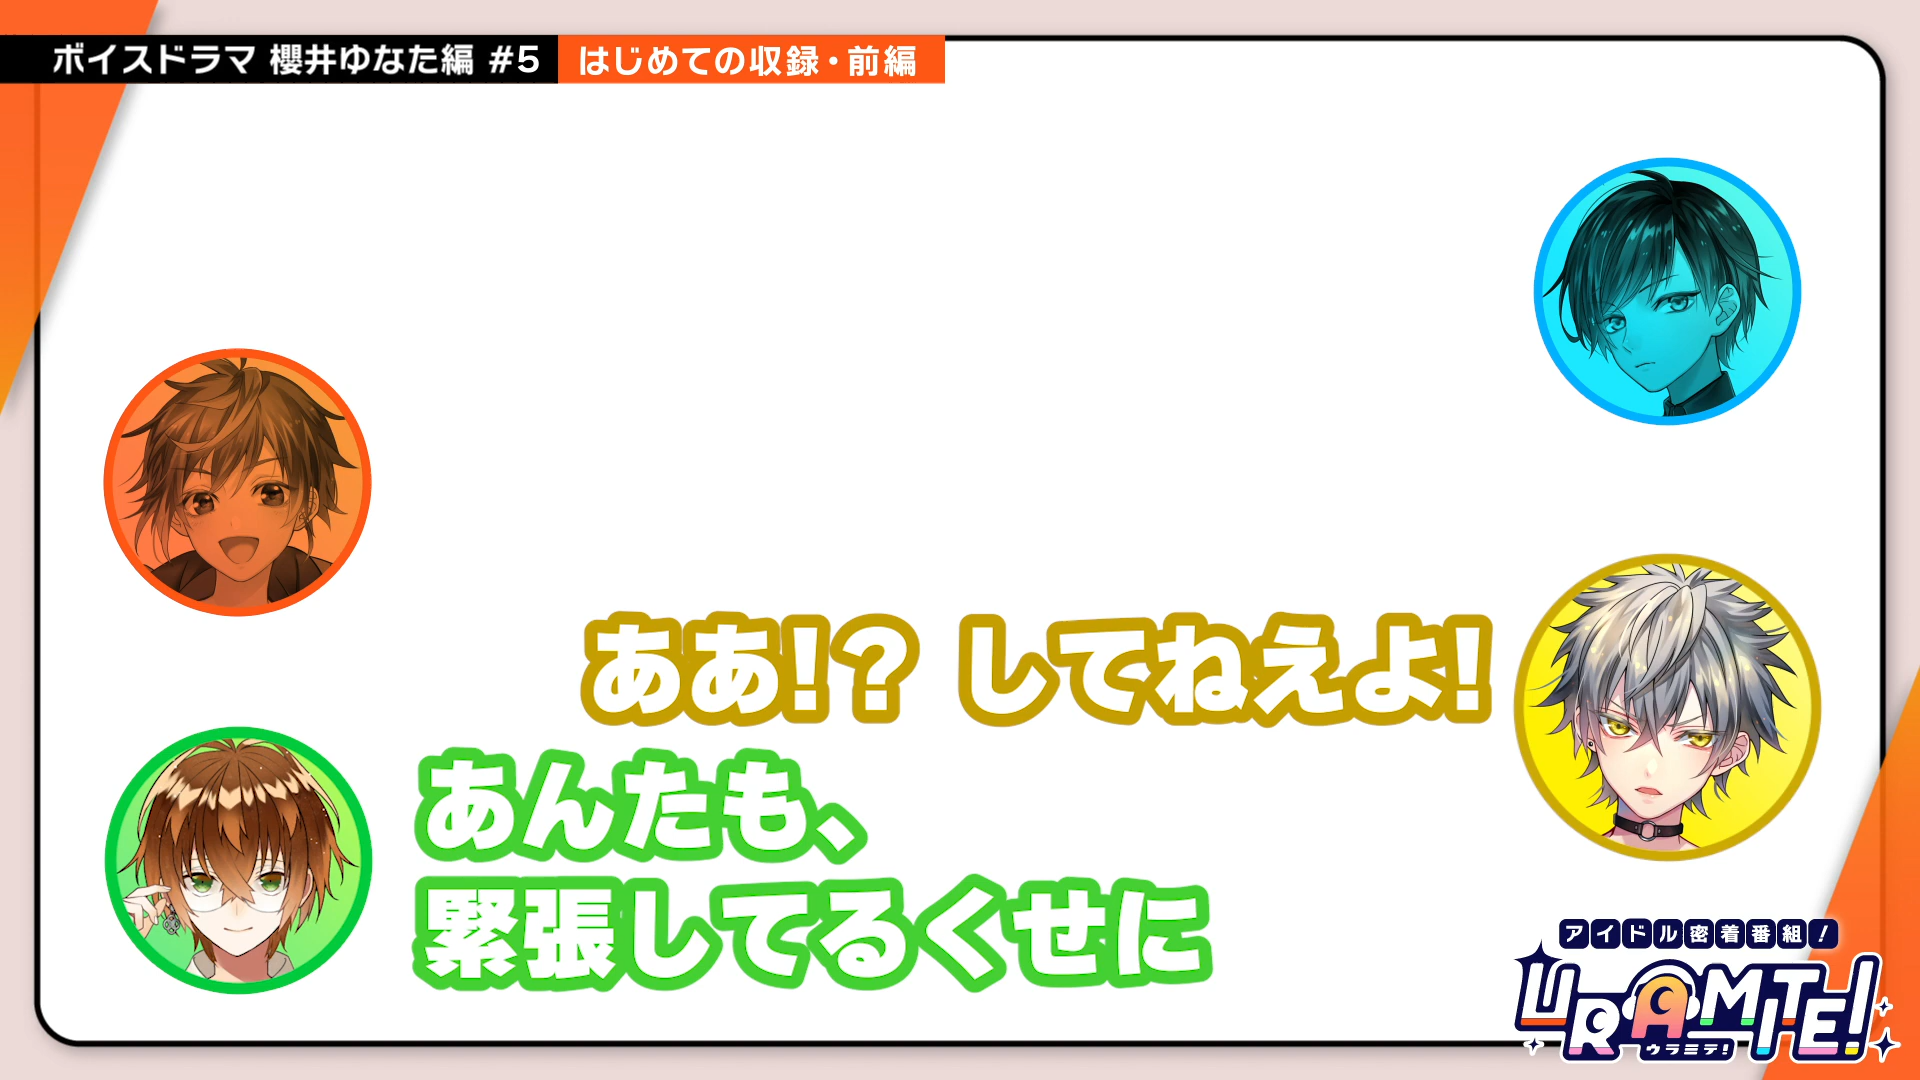 ボイスドラマ 櫻井ゆなた編 #5 はじめての収録・前編
ああ!? してねえよ!
あんたも、
緊張してるくせに
アイドル密着番組!
URAMITE!
ウラミテ!